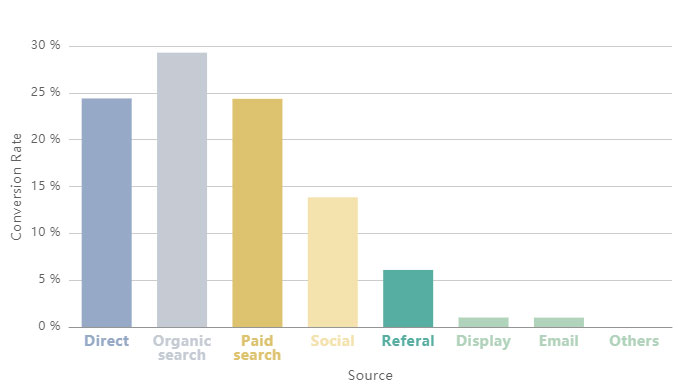 30 %
25 %
20 %
15 %
10 %
5 %
0 %
Conversion Rate
Direct
Organic
search
Paid
search
Social
Referal
Display
Email
Others
Source